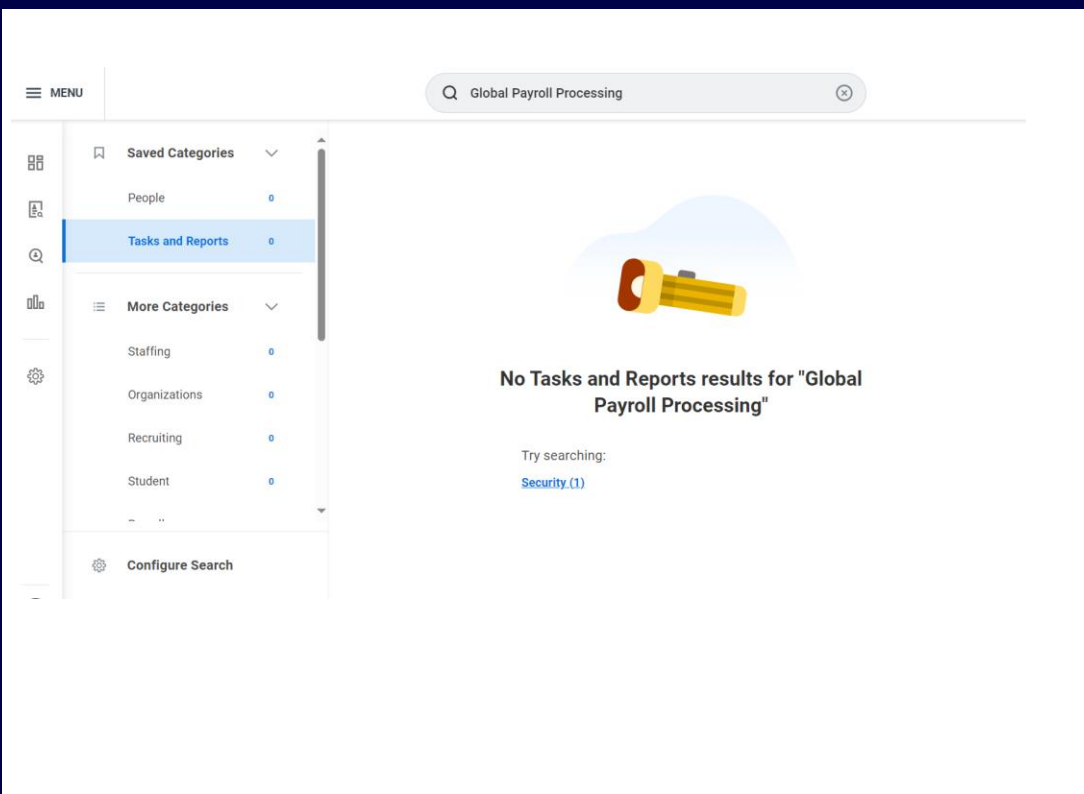 MENU
Global Payroll Processing
Saved Categories
People 0
Tasks and Reports 0
More Categories
Staffing 0
Organizations 0
Recruiting 0
Student 0
Configure Search
No Tasks and Reports results for "Global
Payroll Processing"
Try searching:
Security (1)